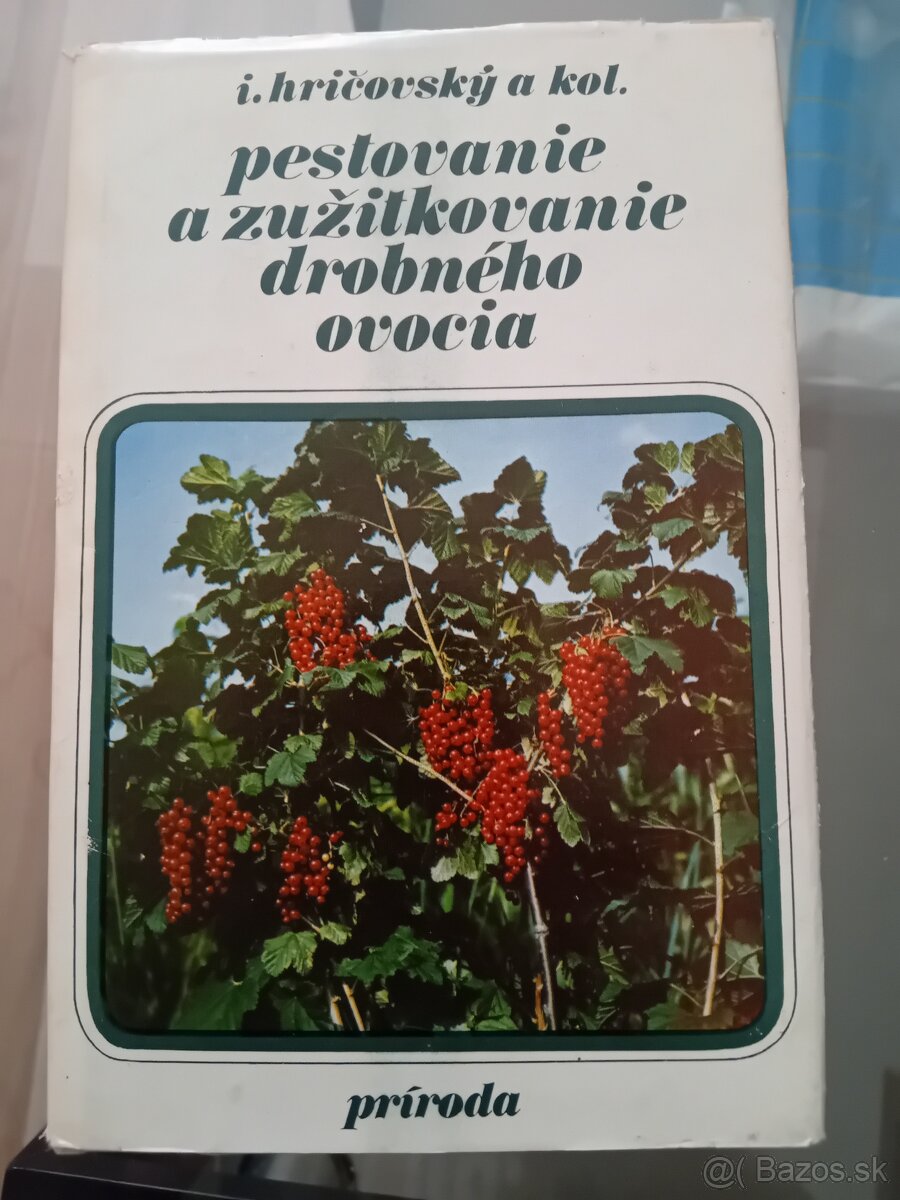 i. hričovský a kol.
pestovanie
a zužitkovanie
drobného
ovocia
príroda
@( Bazos.sk